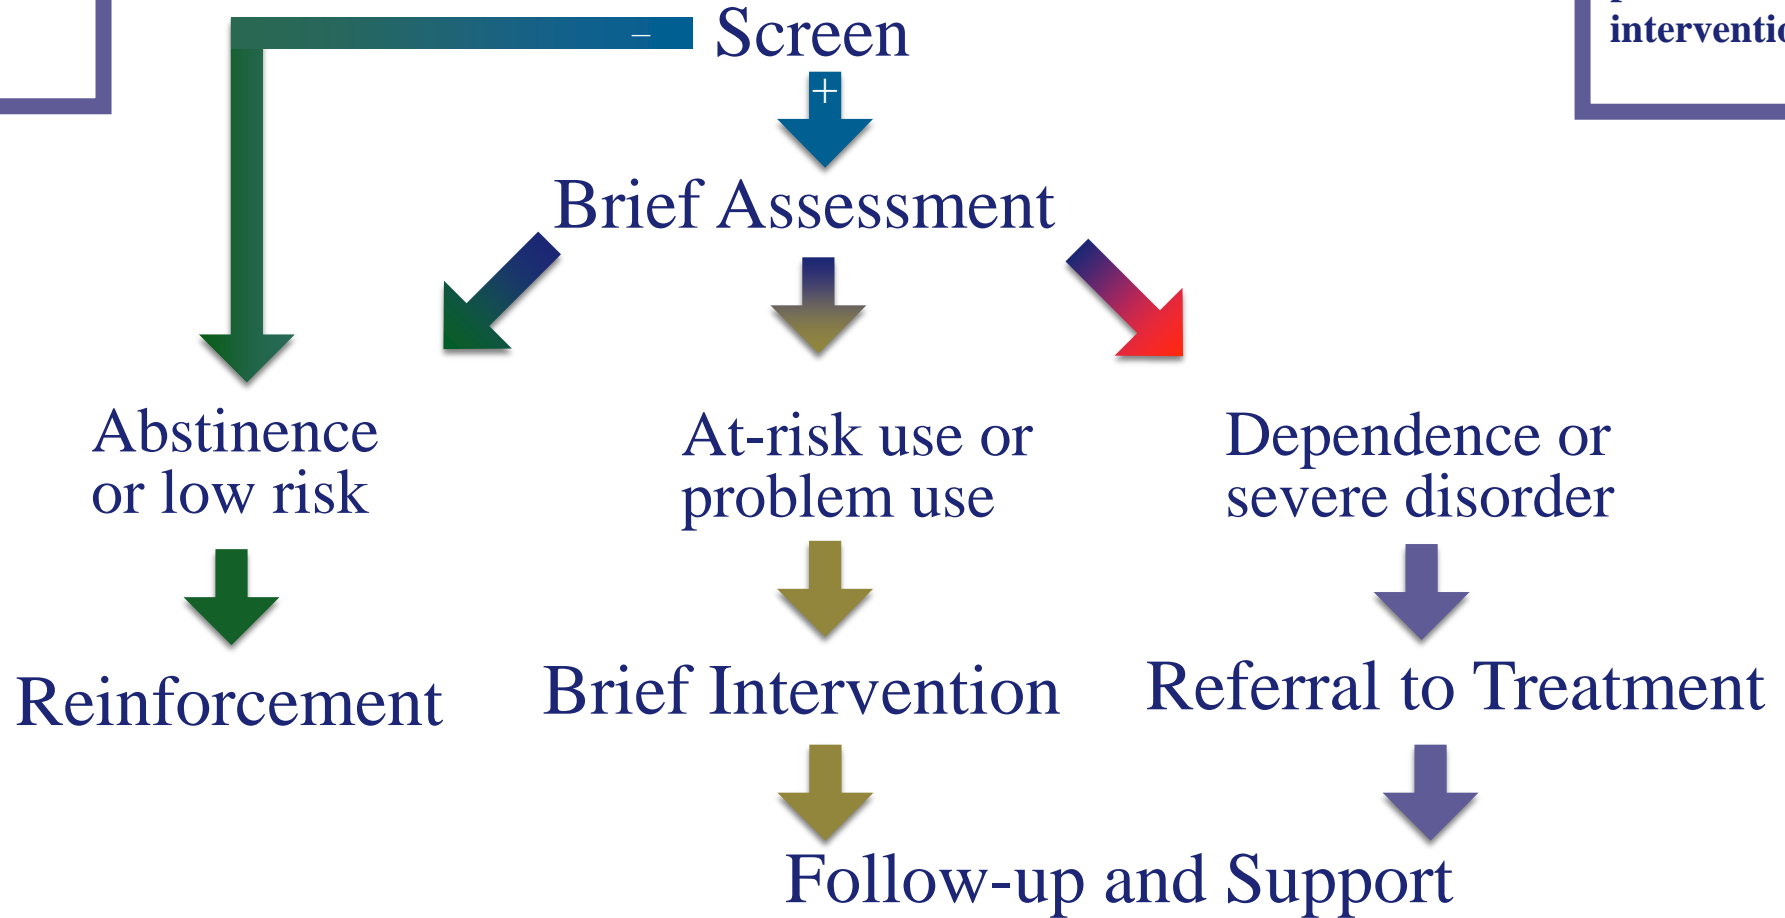 – Screen
+
Brief Assessment
Abstinence
or low risk
At-risk use or
problem use
Dependence or
severe disorder
Reinforcement
Brief Intervention
Referral to Treatment
Follow-up and Support